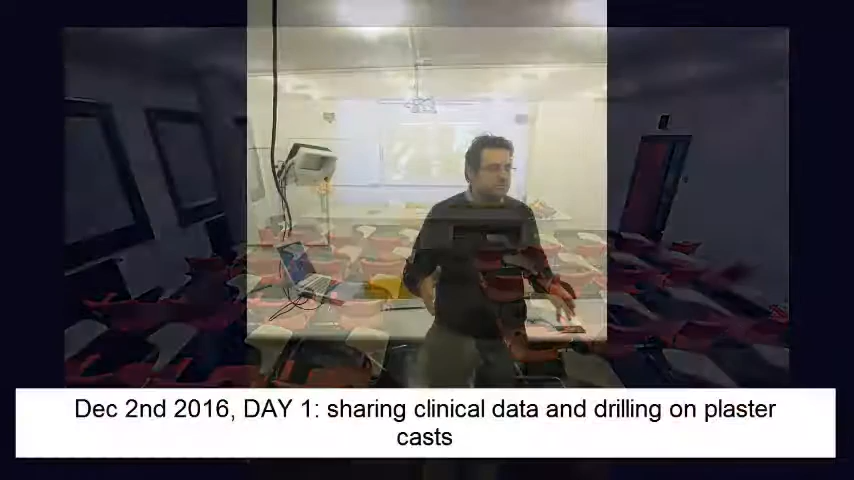 Dec 2nd 2016, DAY 1: sharing clinical data and drilling on plaster
casts